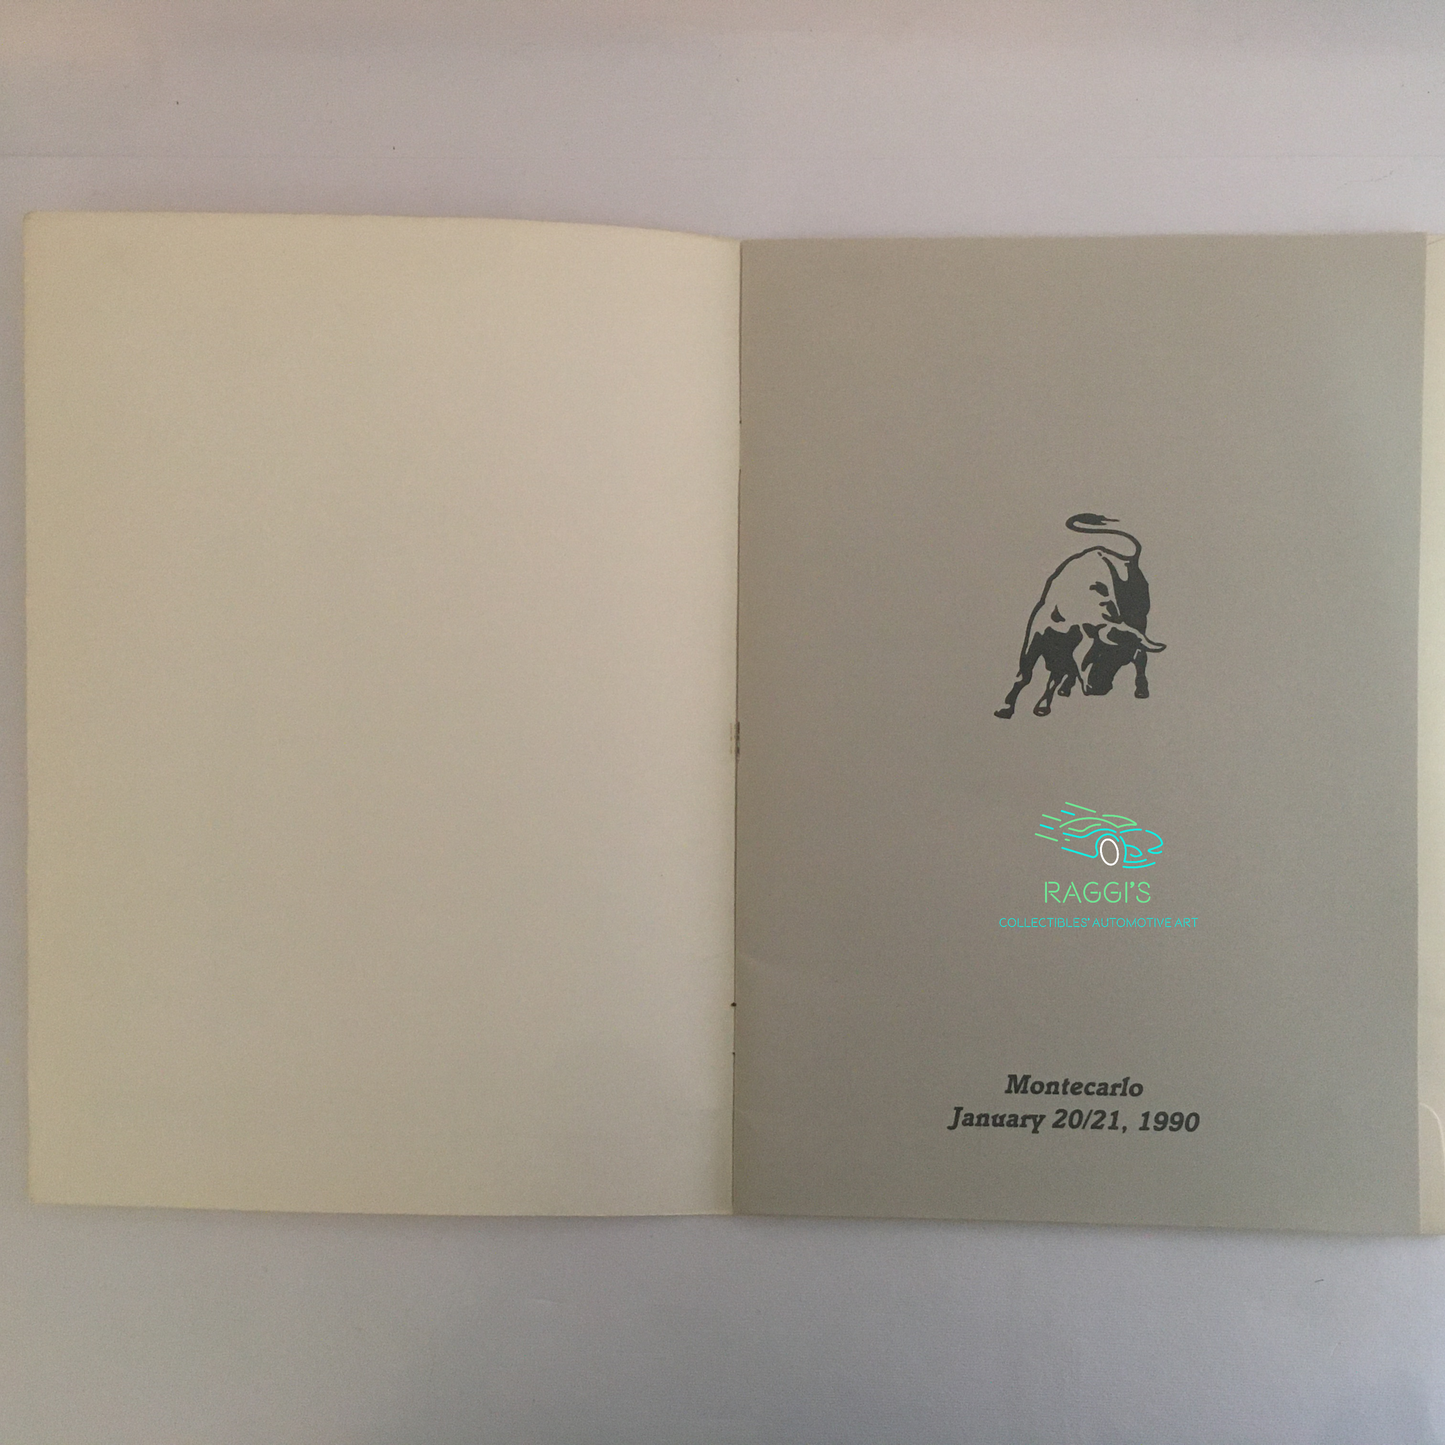 RAGGI'S
COLLECTIBLES' AUTOMOTIVE ART
Montecarlo
January 20/21, 1990